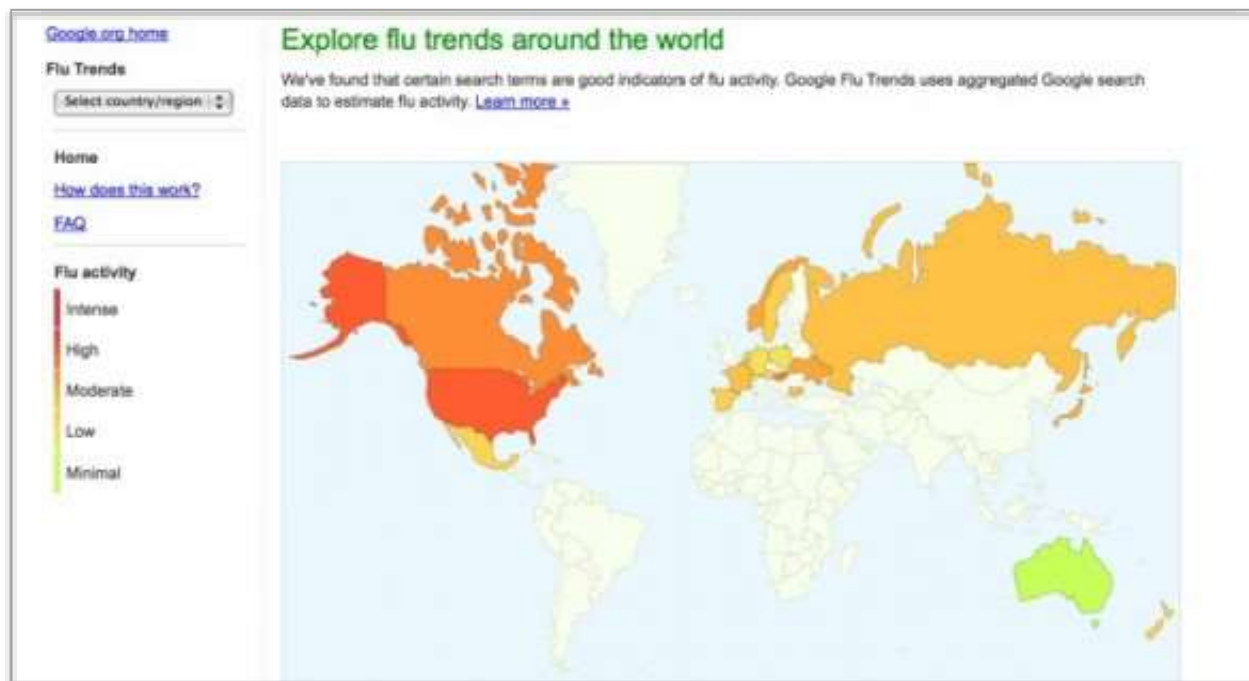 Google.org home
Flu Trends
Select country/region
Home
How does this work?
FAQ
Flu activity
Intense
High
Moderate
Low
Minimal
Explore flu trends around the world
We've found that certain search terms are good indicators of flu activity. Google Flu Trends uses aggregated Google search
data to estimate flu activity. Learn more »